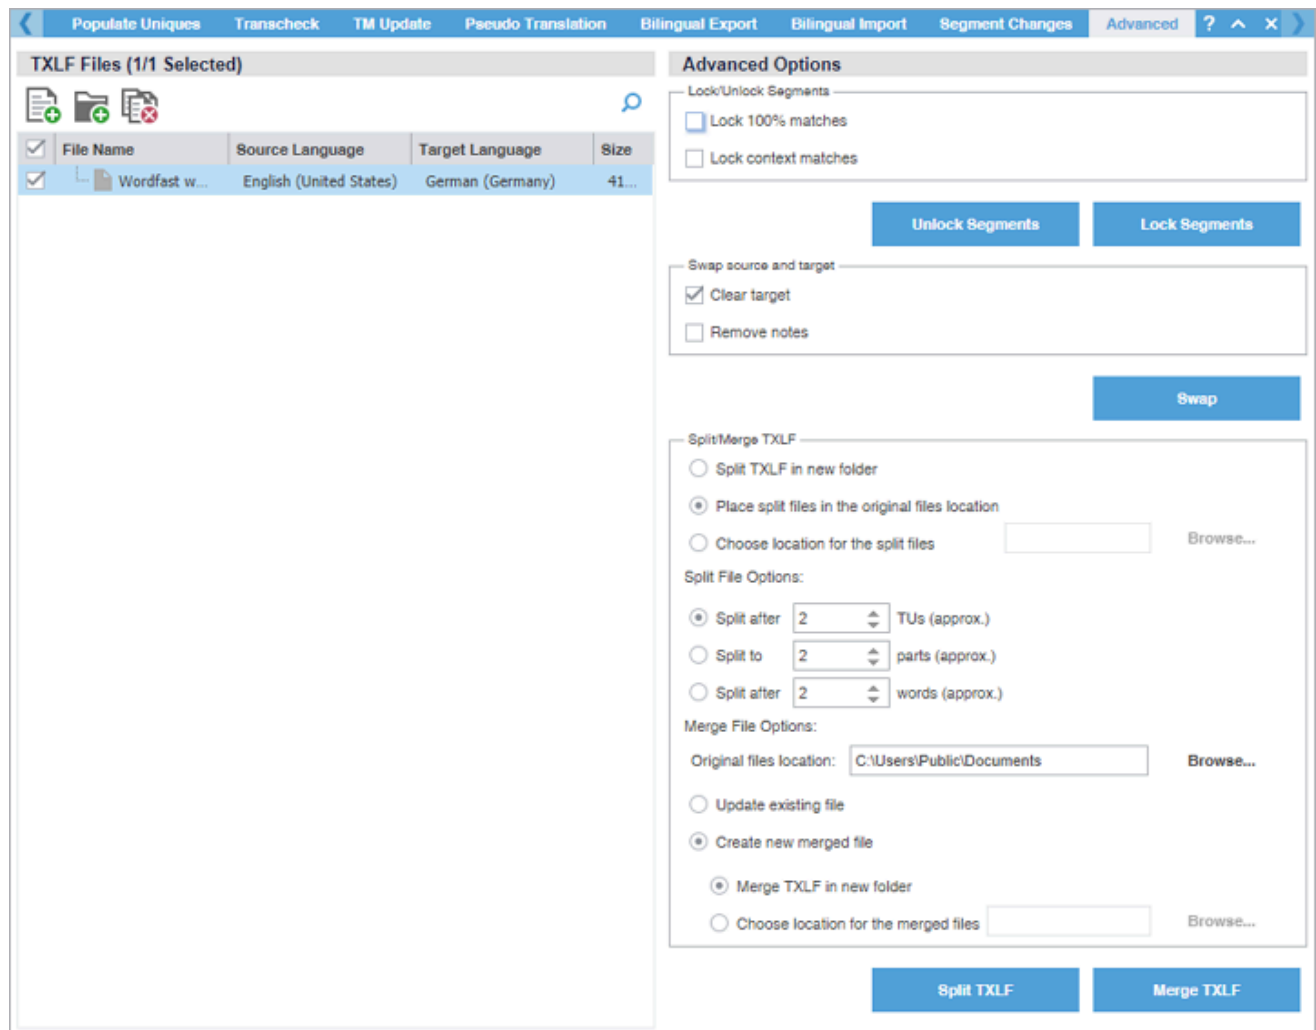 Populate Uniques Transcheck TM Update Pseudo Translation Bilingual Export Bilingual Import Segment Changes Advanced ?
TXLF Files (1/1 Selected)
File Name Source Language Target Language Size
Wordfast w... English (United States) German (Germany) 41...
Advanced Options
Lock/Unlock Segments
Lock 100% matches
Lock context matches
Unlock Segments Lock Segments
Swap source and target
Clear target
Remove notes
Swap
Split/Merge TXLF
Split TXLF in new folder
Place split files in the original files location
Choose location for the split files Browse...
Split File Options:
Split after 2 TUs (approx.)
Split to 2 parts (approx.)
Split after 2 words (approx.)
Merge File Options:
Original files location: C:\Users\Public\Documents Browse...
Update existing file
Create new merged file
Merge TXLF in new folder
Choose location for the merged files Browse...
Split TXLF Merge TXLF